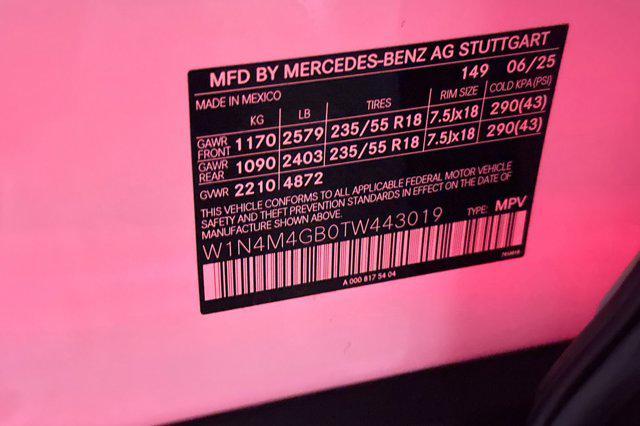 MFD BY MERCEDES-BENZ AG STUTTGART
149 06/25
MADE IN MEXICO
KG LB TIRES RIM SIZE COLD KPA(PSI)
GAWR FRONT 1170 2579 235/55 R18 7.5Jx18 290(43)
GAWR REAR 1090 2403 235/55 R18 7.5Jx18 290(43)
GVWR 2210 4872
THIS VEHICLE CONFORMS TO ALL APPLICABLE FEDERAL MOTOR VEHICLE
SAFETY AND THEFT PREVENTION STANDARDS IN EFFECT ON THE DATE OF
MANUFACTURE SHOWN ABOVE.
W1N4M4GB0TW443019 TYPE: MPV
A 000 817 54 04